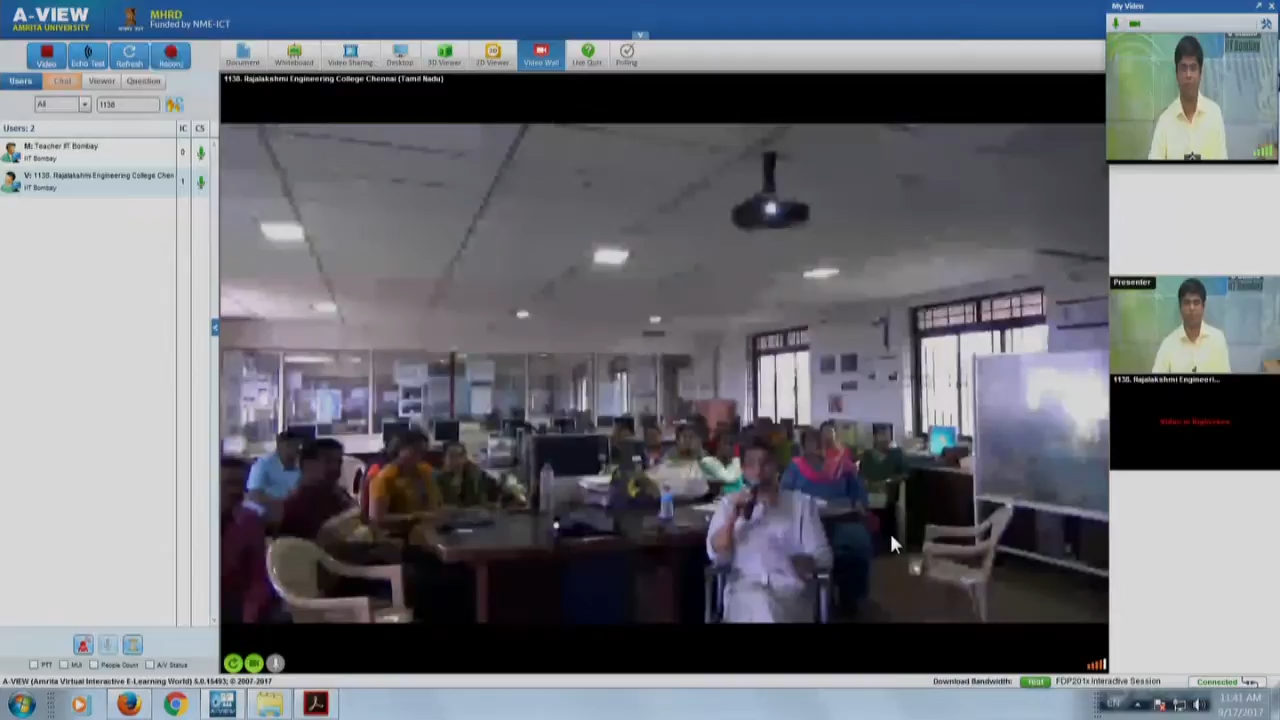 A-VIEW
AMRITA UNIVERSITY
MHRD
Funded by NME-ICT
My Video
Video
Echo Test
Refresh
Record
Document
Whiteboard
Video Sharing
Desktop
3D Viewer
2D Viewer
Video Wall
Live Quiz
Polling
Users
Chat
Viewer
Question
1138. Rajalakshmi Engineering College Chennai (Tamil Nadu)
All
1138
Users: 2
IC
CS
M: Teacher IIT Bombay
IIT Bombay
0
V: 1138. Rajalakshmi Engineering College Chen
IIT Bombay
1
Presenter
1138. Rajalakshmi Engineeri...
PTT
MUI
People Count
A/V Status
A-VIEW (Amrita Virtual Interactive E-Learning World) 5.0.15493; © 2007-2017
Download Bandwidth:
Test
FDP201x Interactive Session
Connected
EN
11:41 AM
9/17/2017